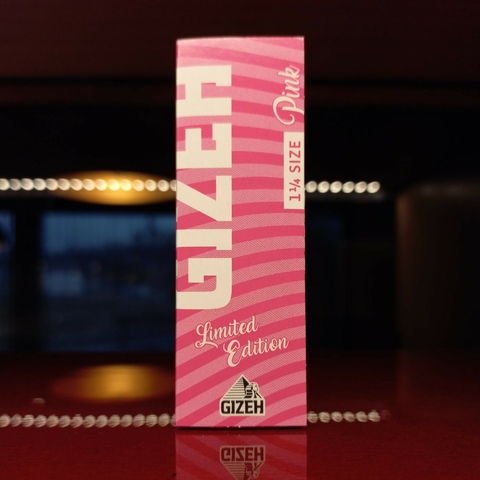 GIZEH
Pink
1¼ SIZE
Limited
Edition
GIZEH